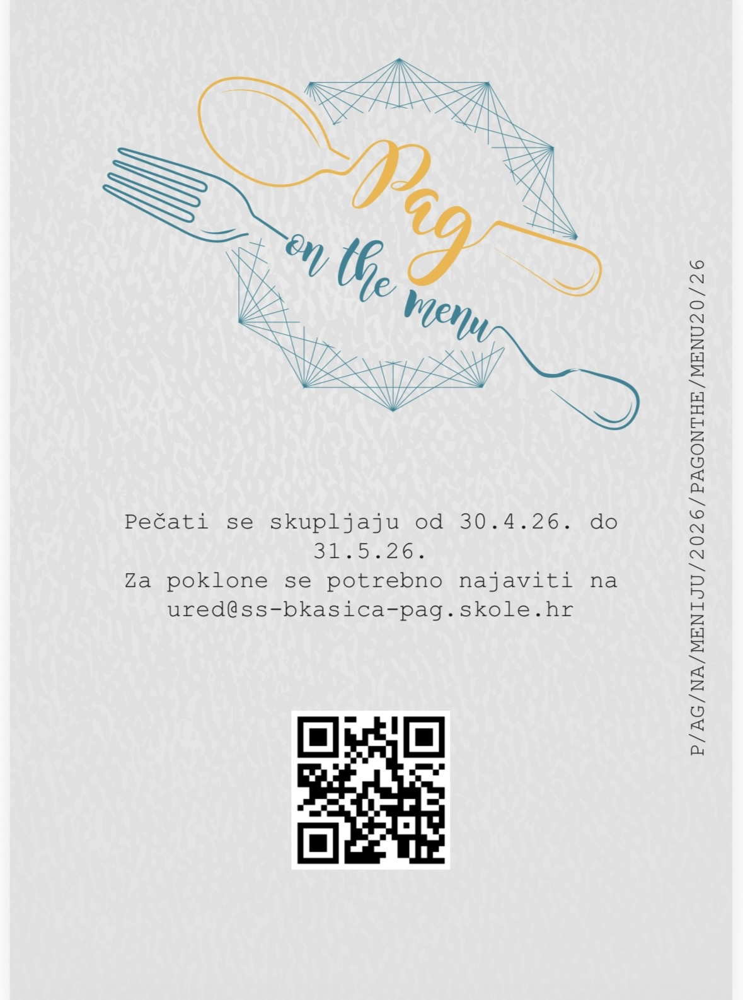 Pag
on the
menu
Pečati se skupljaju od 30.4.26. do
31.5.26.
Za poklone se potrebno najaviti na
ured@ss-bkasica-pag.skole.hr
P/AG/NA/MENIJU/2026/PAGONTHE/MENU20/26